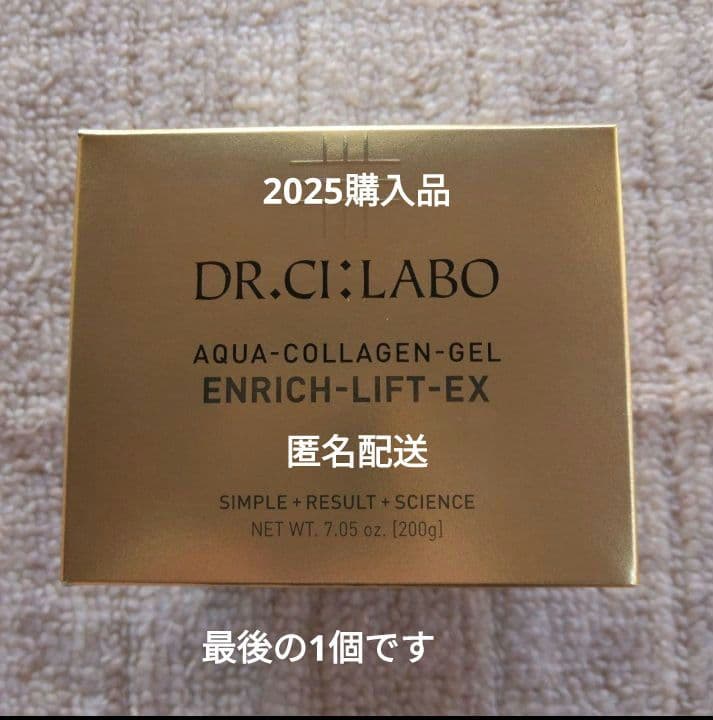 2025購入品
DR.CI:LABO
AQUA-COLLAGEN-GEL
ENRICH-LIFT-EX
匿名配送
SIMPLE+RESULT+SCIENCE
NET WT. 7.05 oz. [200g]
最後の1個です